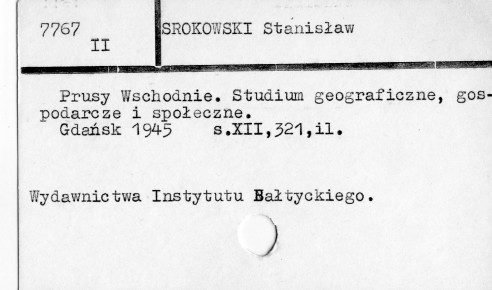 7767
II
SROKOWSKI Stanisław
Prusy Wschodnie. Studium geograficzne, gos-
podarcze i społeczne.
Gdańsk 1945 s.XII,321,il.
Wydawnictwa Instytutu Bałtyckiego.